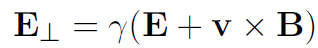 E⊥ = γ(E + v × B)